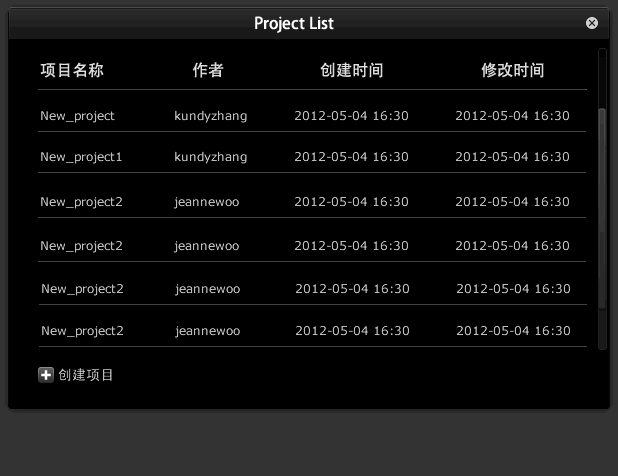 Project List
项目名称 作者 创建时间 修改时间
New_project kundyzhang 2012-05-04 16:30 2012-05-04 16:30
New_project1 kundyzhang 2012-05-04 16:30 2012-05-04 16:30
New_project2 jeannewoo 2012-05-04 16:30 2012-05-04 16:30
New_project2 jeannewoo 2012-05-04 16:30 2012-05-04 16:30
New_project2 jeannewoo 2012-05-04 16:30 2012-05-04 16:30
New_project2 jeannewoo 2012-05-04 16:30 2012-05-04 16:30
创建项目